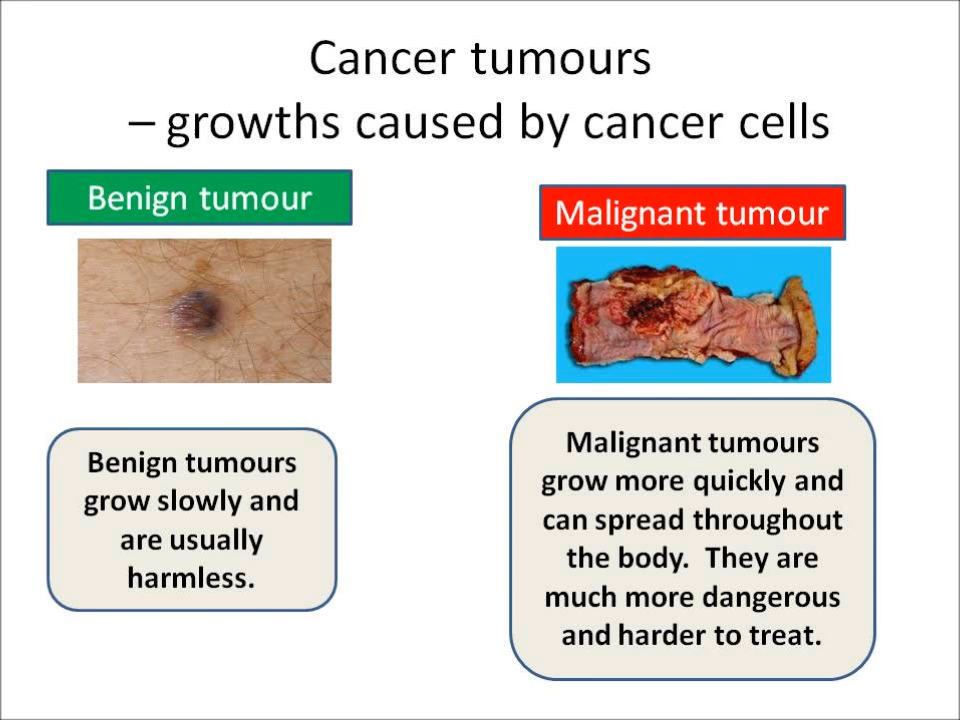 Cancer tumours
– growths caused by cancer cells
Benign tumour
Malignant tumour
Benign tumours
grow slowly and
are usually
harmless.
Malignant tumours
grow more quickly and
can spread throughout
the body.  They are
much more dangerous
and harder to treat.